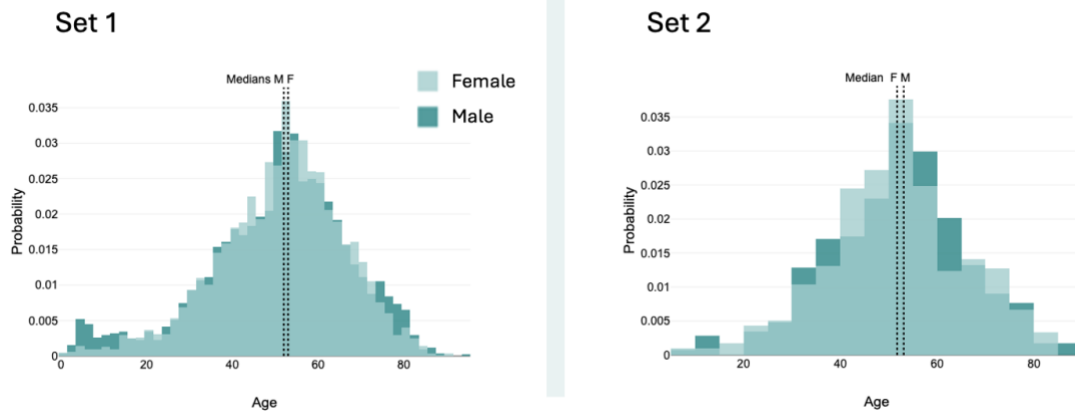 Set 1
Medians M F
Female
Male
0.035
0.03
0.025
0.02
0.015
0.01
0.005
0
Probability
0 20 40 60 80
Age
Set 2
Median F M
0.035
0.03
0.025
0.02
0.015
0.01
0.005
0
Probability
20 40 60 80
Age